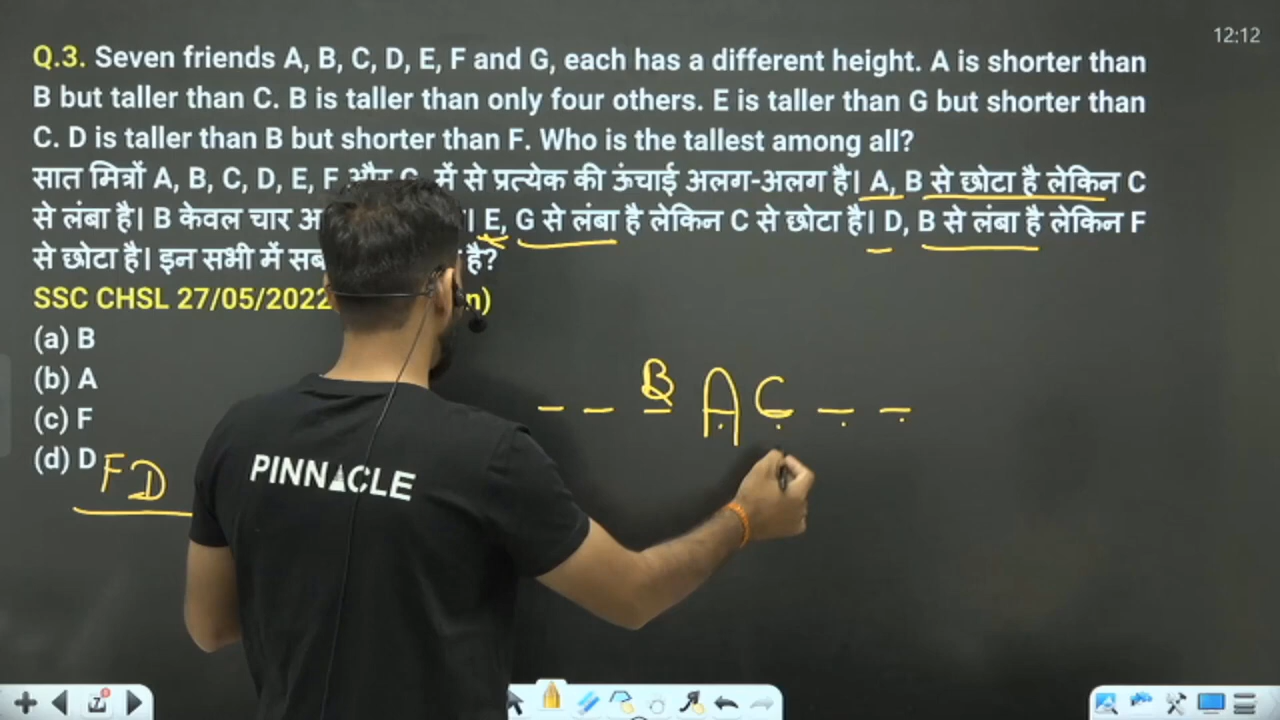 12:12
Q.3. Seven friends A, B, C, D, E, F and G, each has a different height. A is shorter than
B but taller than C. B is taller than only four others. E is taller than G but shorter than
C. D is taller than B but shorter than F. Who is the tallest among all?
सात मित्रों A, B, C, D, E, F और G में से प्रत्येक की ऊंचाई अलग-अलग है। A, B से छोटा है लेकिन C
से लंबा है। B केवल चार । E, G से लंबा है लेकिन C से छोटा है। D, B से लंबा है लेकिन F
से छोटा है। इन सभी में है?
SSC CHSL 27/05/2022
(a) B
(b) A
(c) F
(d) D
B A C
F D
PINNACLE